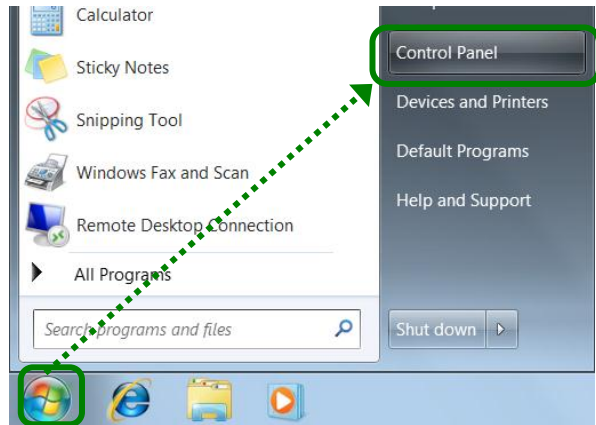 Calculator
Sticky Notes
Snipping Tool
Windows Fax and Scan
Remote Desktop Connection
All Programs
Search programs and files
Control Panel
Devices and Printers
Default Programs
Help and Support
Shut down